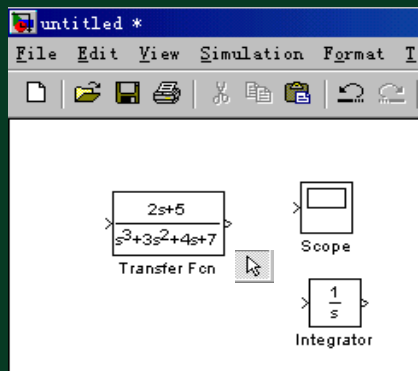 untitled *
File Edit View Simulation Format T
2s+5
s³+3s²+4s+7
Transfer Fcn
Scope
1
s
Integrator